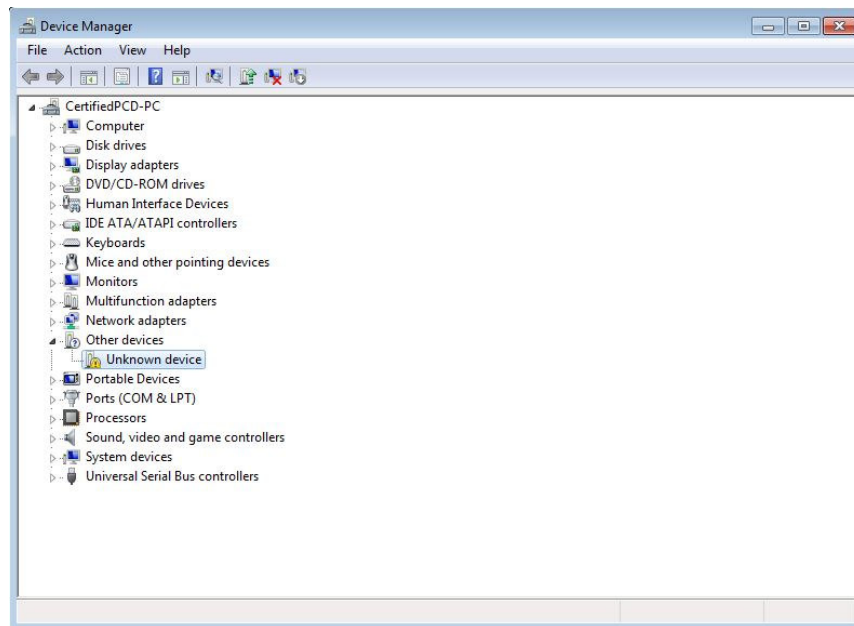 Device Manager
File Action View Help
CertifiedPCD-PC
Computer
Disk drives
Display adapters
DVD/CD-ROM drives
Human Interface Devices
IDE ATA/ATAPI controllers
Keyboards
Mice and other pointing devices
Monitors
Multifunction adapters
Network adapters
Other devices
Unknown device
Portable Devices
Ports (COM & LPT)
Processors
Sound, video and game controllers
System devices
Universal Serial Bus controllers